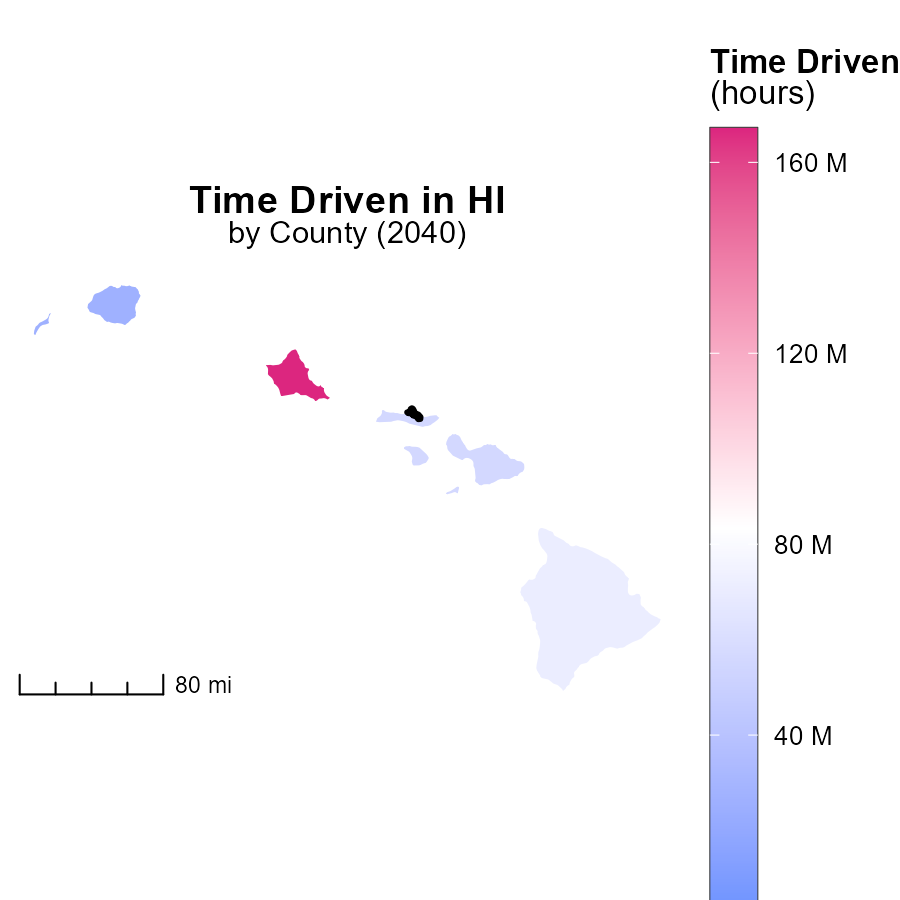 Time Driven
(hours)
160 M
Time Driven in HI
by County (2040)
120 M
80 M
80 mi
40 M